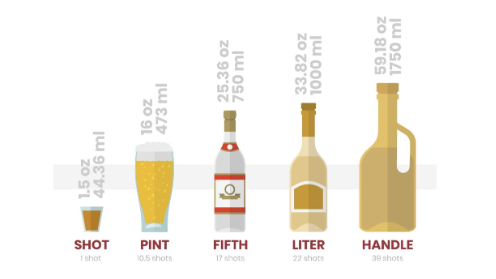 1.5 oz
44.36 ml
16 oz
473 ml
25.36 oz
750 ml
33.82 oz
1000 ml
59.18 oz
1750 ml
SHOT PINT FIFTH LITER HANDLE
1 shot 10.5 shots 17 shots 22 shots 39 shots